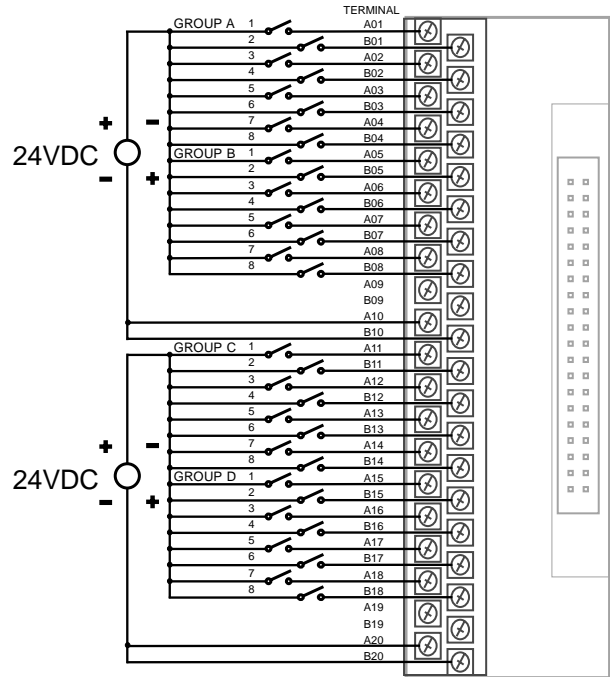 TERMINAL
GROUP A 1 A01
2 B01
3 A02
4 B02
5 A03
6 B03
7 A04
8 B04
GROUP B 1 A05
2 B05
3 A06
4 B06
5 A07
6 B07
7 A08
8 B08
A09
B09
A10
B10
+ -
24VDC
- +
GROUP C 1 A11
2 B11
3 A12
4 B12
5 A13
6 B13
7 A14
8 B14
GROUP D 1 A15
2 B15
3 A16
4 B16
5 A17
6 B17
7 A18
8 B18
A19
B19
A20
B20
+ -
24VDC
- +